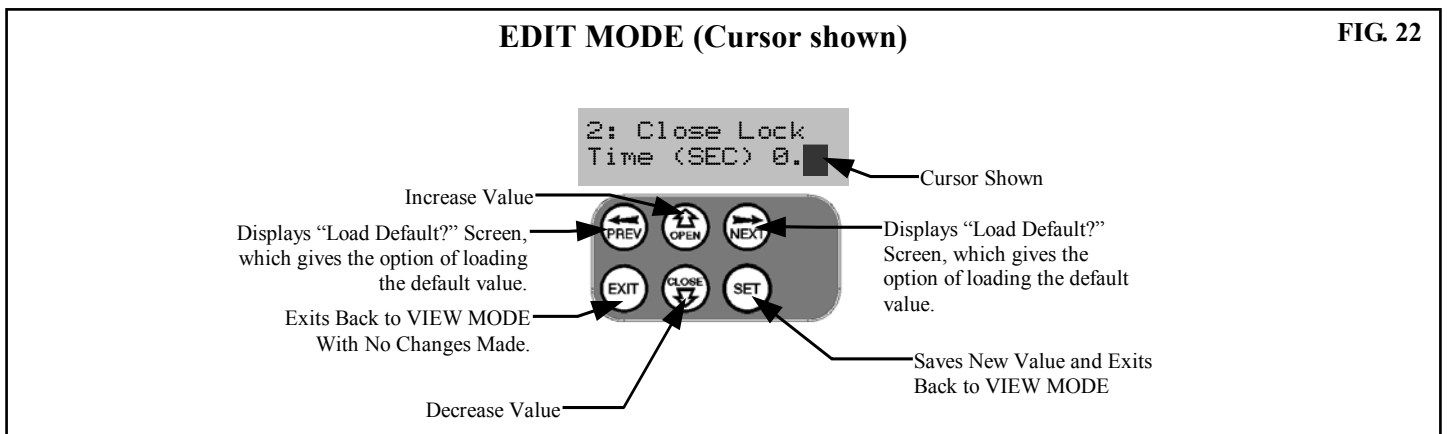 EDIT MODE (Cursor shown)
FIG. 22
2: Close Lock
Time (SEC) 0.
Cursor Shown
Increase Value
Displays “Load Default?” Screen,
which gives the option of loading
the default value.
Exits Back to VIEW MODE
With No Changes Made.
Decrease Value
PREV
OPEN
NEXT
EXIT
CLOSE
SET
Displays “Load Default?”
Screen, which gives the
option of loading the default
value.
Saves New Value and Exits
Back to VIEW MODE